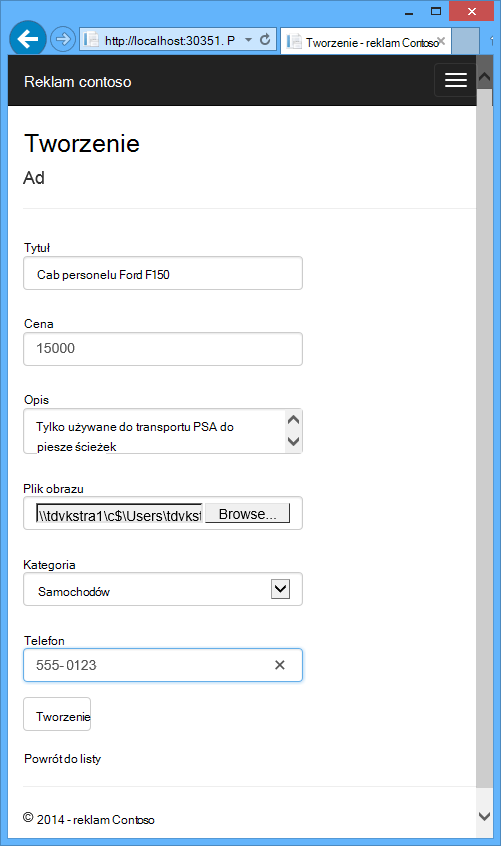 http://localhost:30351. P
Tworzenie - reklam Contoso
Reklam contoso
Tworzenie
Ad
Tytuł
Cab personelu Ford F150
Cena
15000
Opis
Tylko używane do transportu PSA do
piesze ścieżek
Plik obrazu
\\tdvkstra1\c$\Users\tdvkst Browse...
Kategoria
Samochodów
Telefon
555-0123
Tworzenie
Powrót do listy
© 2014 - reklam Contoso